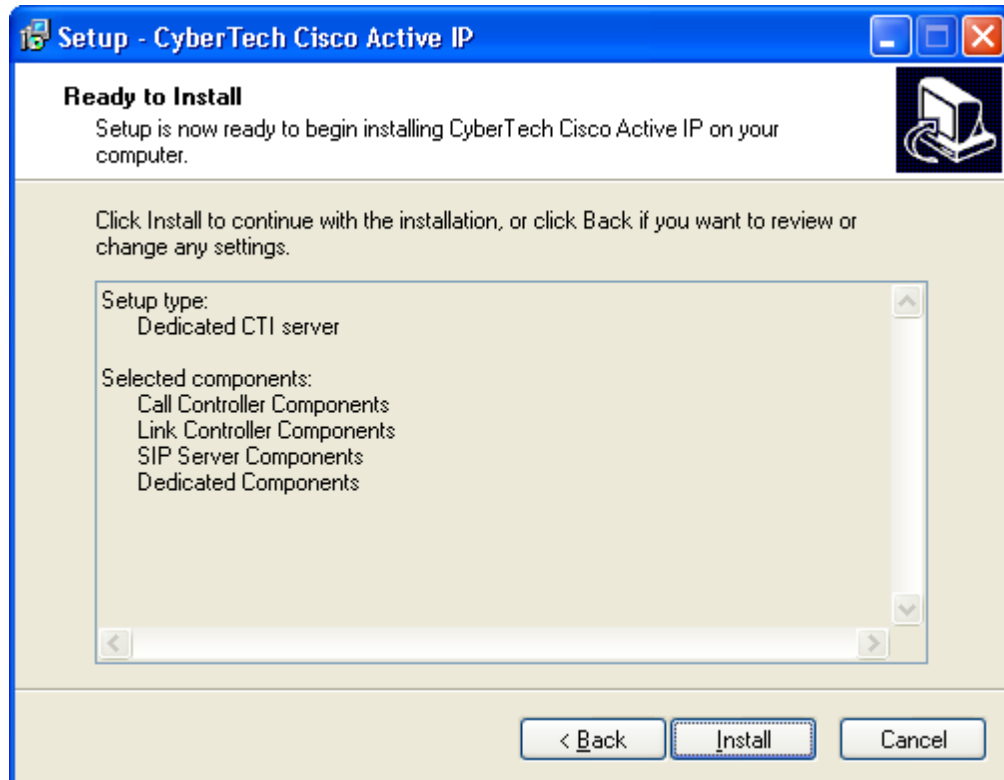 Setup - CyberTech Cisco Active IP
Ready to Install
Setup is now ready to begin installing CyberTech Cisco Active IP on your
computer.
Click Install to continue with the installation, or click Back if you want to review or
change any settings.
Setup type:
Dedicated CTI server
Selected components:
Call Controller Components
Link Controller Components
SIP Server Components
Dedicated Components
< Back
Install
Cancel